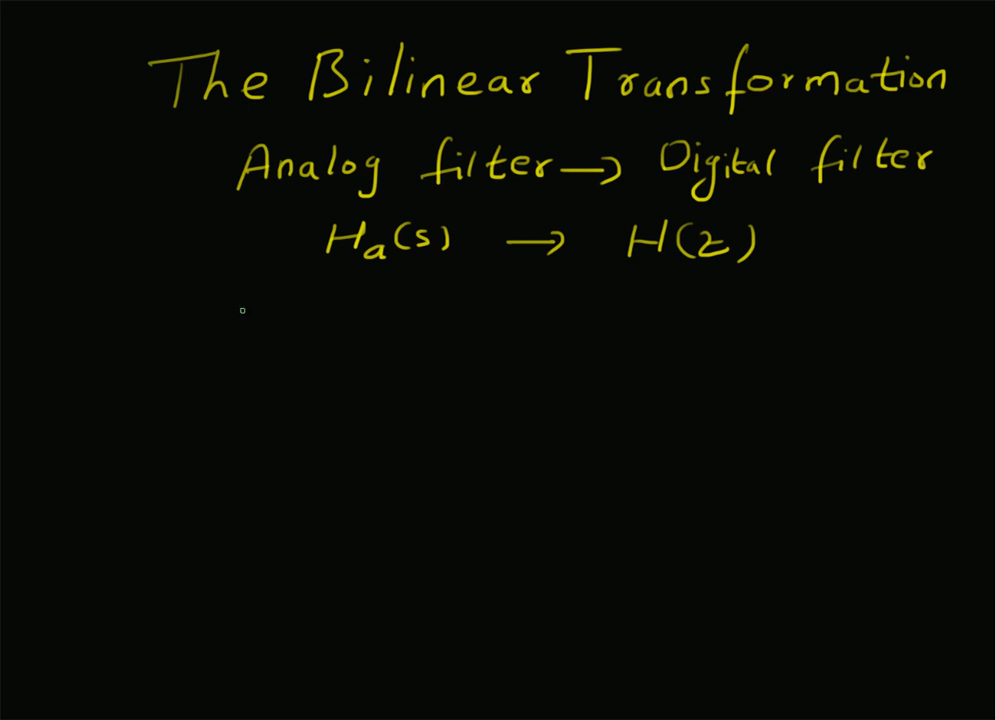 The Bilinear Transformation
Analog filter → Digital filter
Ha(s) → H(z)